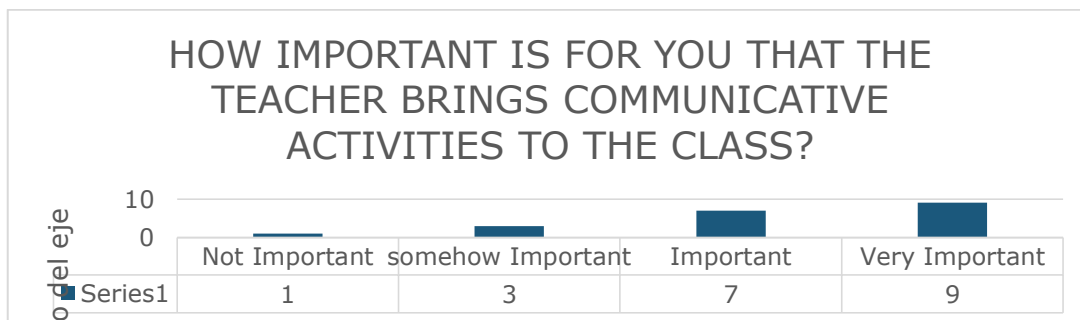 HOW IMPORTANT IS FOR YOU THAT THE
TEACHER BRINGS COMMUNICATIVE
ACTIVITIES TO THE CLASS?
10
0
o del eje
Not Important somehow Important Important Very Important
Series1 1 3 7 9